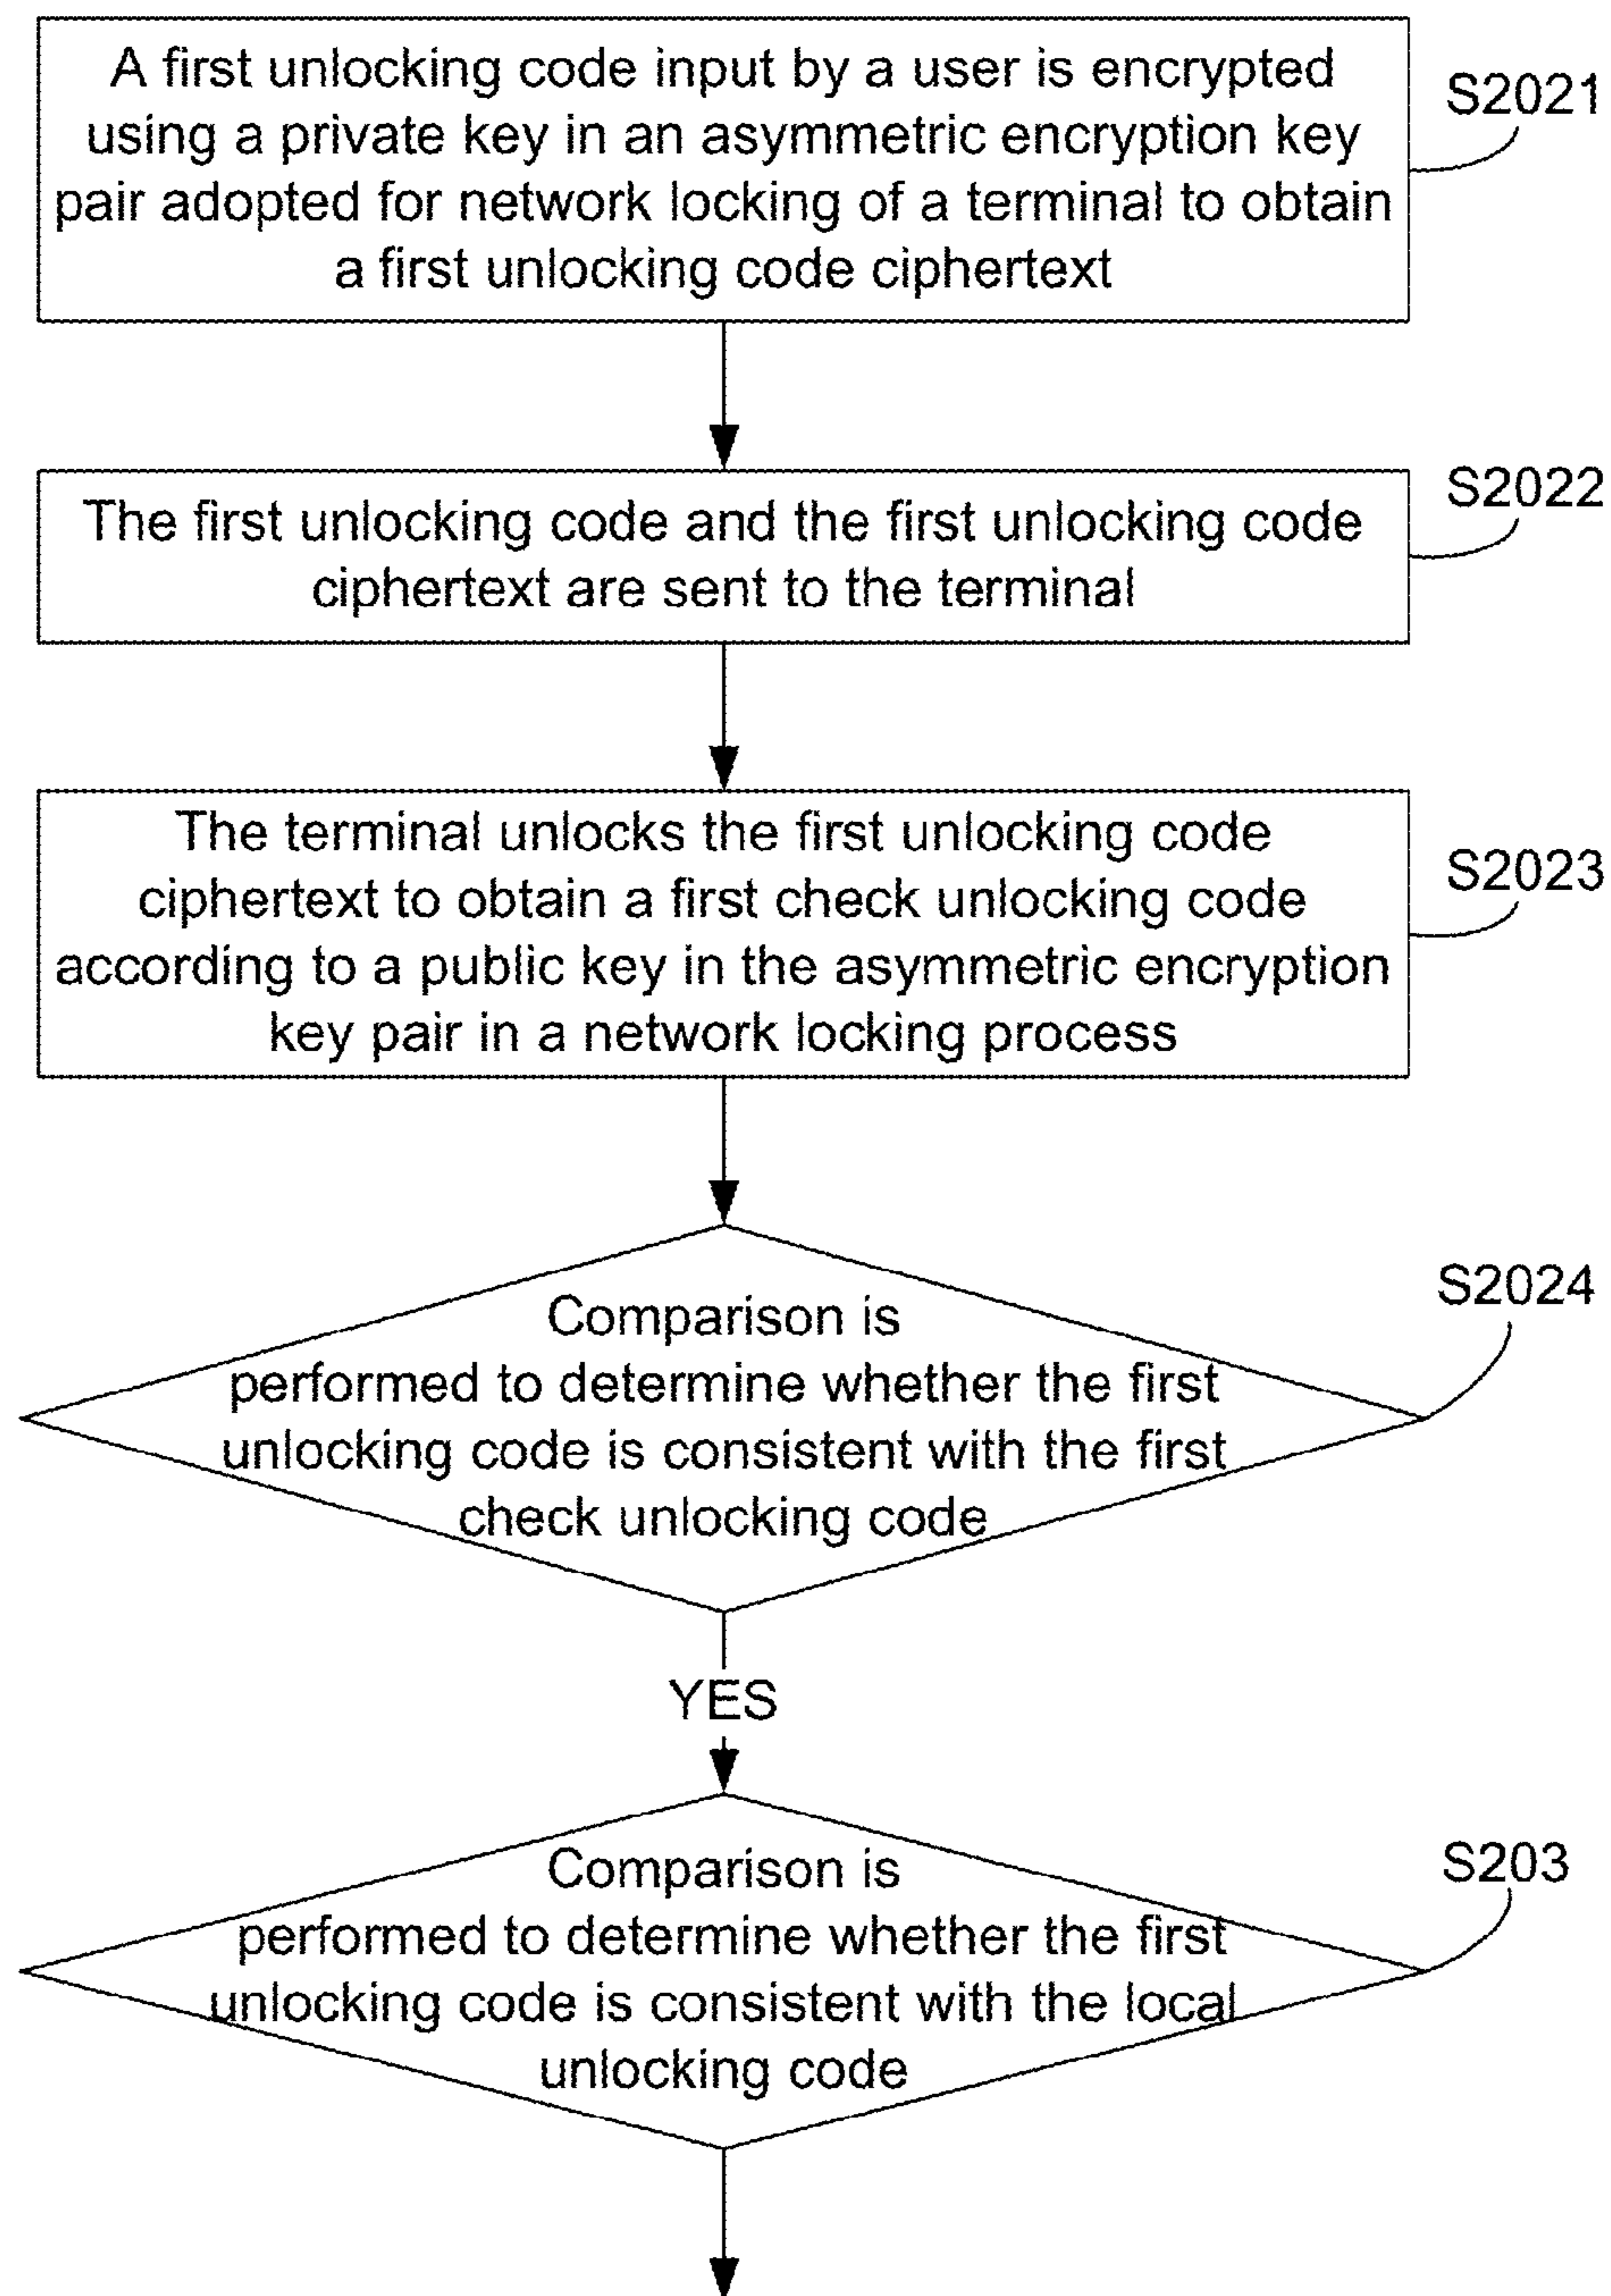 A first unlocking code input by a user is encrypted
using a private key in an asymmetric encryption key
pair adopted for network locking of a terminal to obtain
a first unlocking code ciphertext
S2021
The first unlocking code and the first unlocking code
ciphertext are sent to the terminal
S2022
The terminal unlocks the first unlocking code
ciphertext to obtain a first check unlocking code
according to a public key in the asymmetric encryption
key pair in a network locking process
S2023
Comparison is
performed to determine whether the first
unlocking code is consistent with the first
check unlocking code
S2024
YES
Comparison is
performed to determine whether the first
unlocking code is consistent with the local
unlocking code
S203